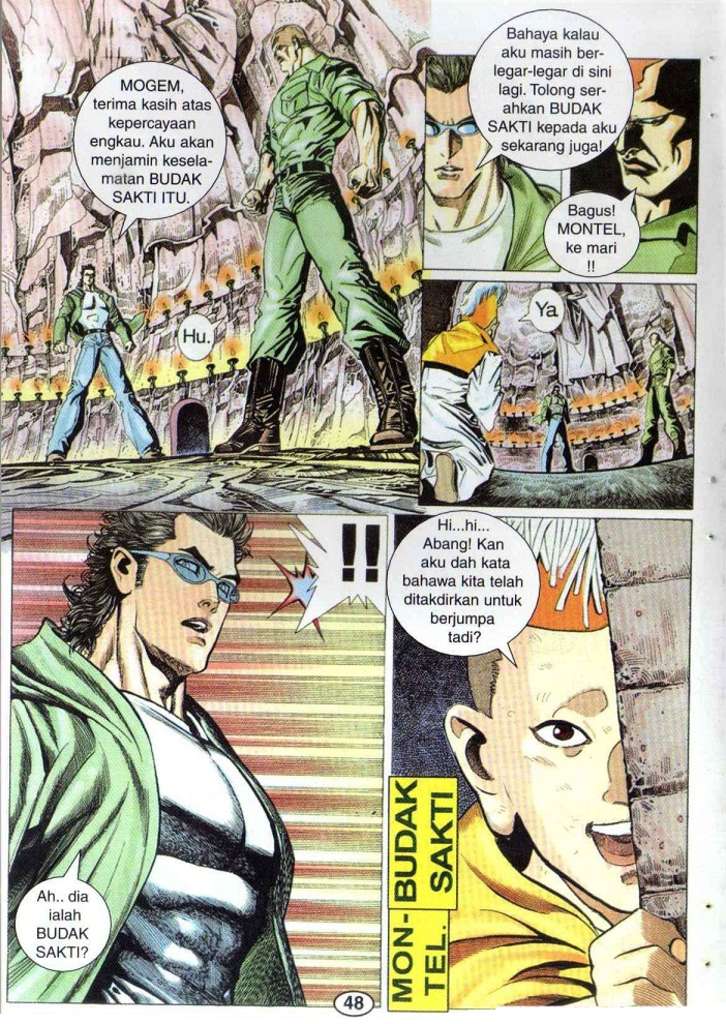 MOGEM,
terima kasih atas
kepercayaan
engkau. Aku akan
menjamin kesela-
matan BUDAK
SAKTI ITU.
Hu.
Bahaya kalau
aku masih ber-
legar-legar di sini
lagi. Tolong ser-
ahkan BUDAK
SAKTI kepada aku
sekarang juga!
Bagus!
MONTEL,
ke mari
!!
Ya
!!
Ah.. dia
ialah
BUDAK
SAKTI?
Hi...hi...
Abang! Kan
aku dah kata
bahawa kita telah
ditakdirkan untuk
berjumpa
tadi?
BUDAK
SAKTI
MON-
TEL.
48